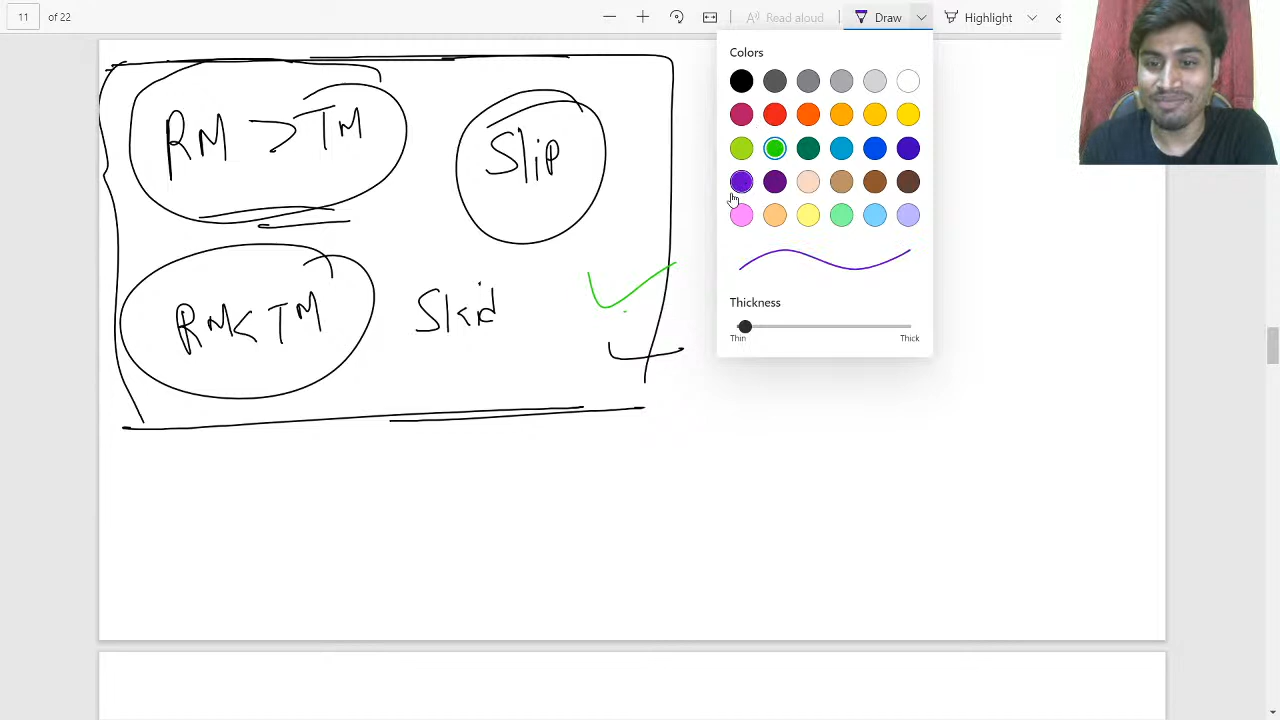 11 of 22
Read aloud
Draw
Highlight
Colors
RM > TM
Slip
RM < TM
Skid
Thickness
Thin
Thick